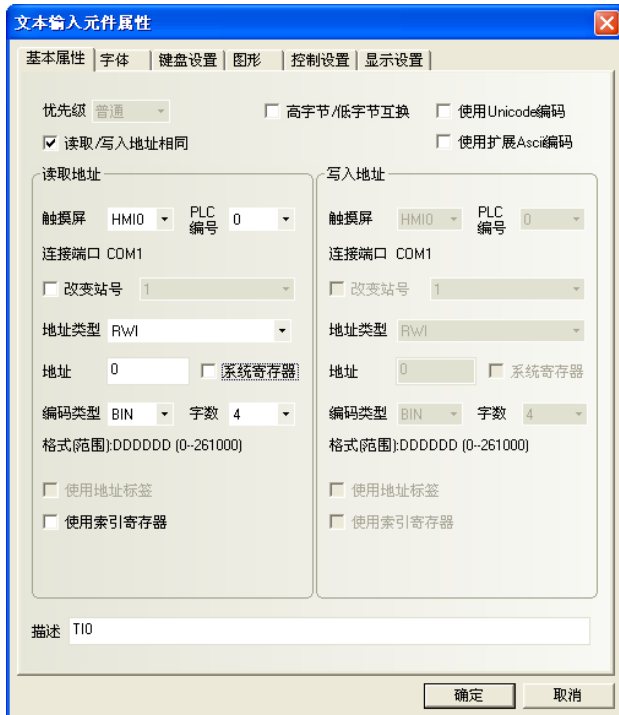 文本输入元件属性
基本属性 字体 键盘设置 图形 控制设置 显示设置
优先级 普通 高字节/低字节互换 使用Unicode编码
读取/写入地址相同 使用扩展Ascii编码
读取地址 写入地址
触摸屏 HMI0 PLC编号 0 触摸屏 HMI0 PLC编号 0
连接端口 COM1 连接端口 COM1
改变站号 1 改变站号 1
地址类型 RWI 地址类型 RWI
地址 0 系统寄存器 地址 0 系统寄存器
编码类型 BIN 字数 4 编码类型 BIN 字数 4
格式(范围):DDDDDD (0--261000) 格式(范围):DDDDDD (0--261000)
使用地址标签 使用地址标签
使用索引寄存器 使用索引寄存器
描述 TI0
确定 取消